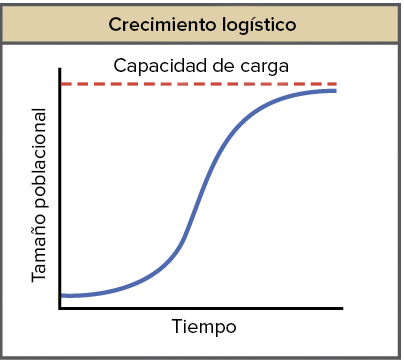 Crecimiento logístico
Capacidad de carga
Tamaño poblacional
Tiempo